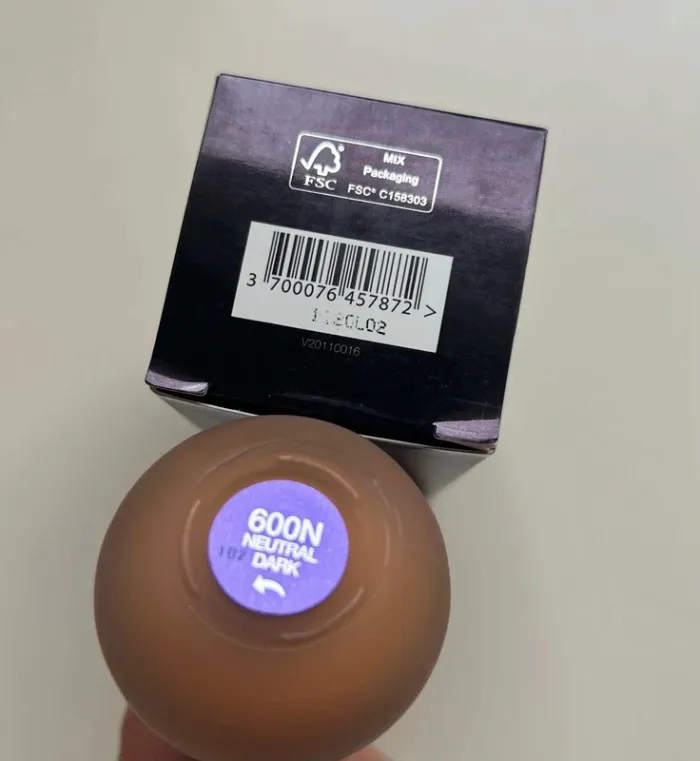 FSC
MIX
Packaging
FSC® C158303
3 700076 457872 >
V20110016
600N
NEUTRAL
DARK